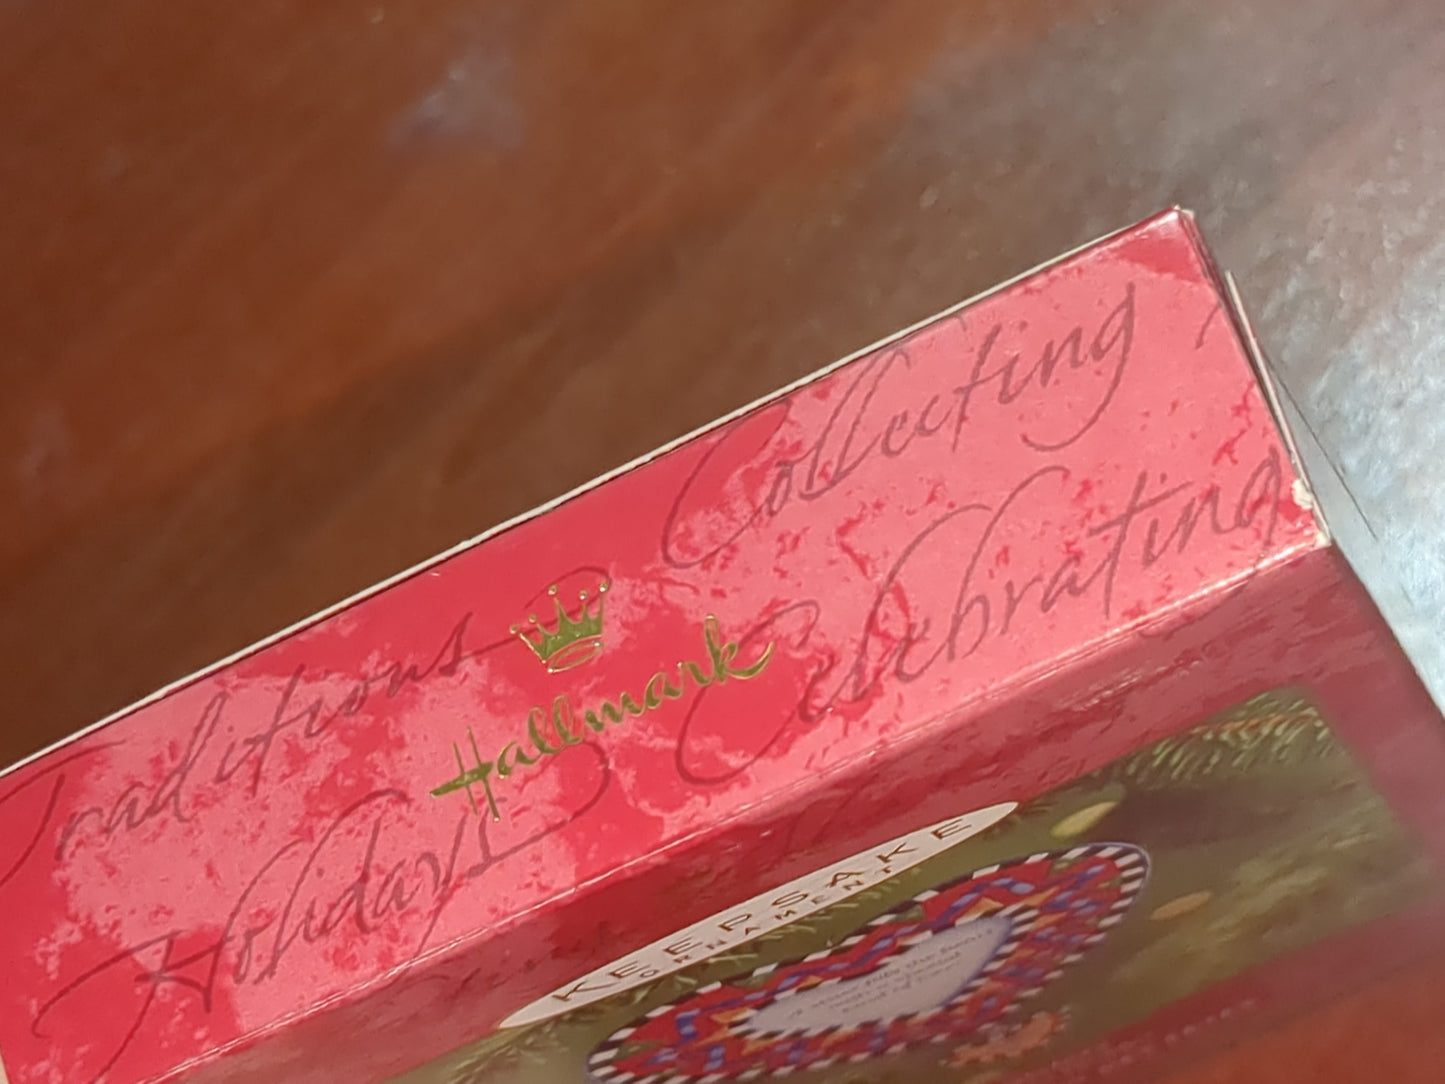 Collecting
Traditions
Celebrating
Hallmark
Holidays
KEEPSAKE
ORNAMENT